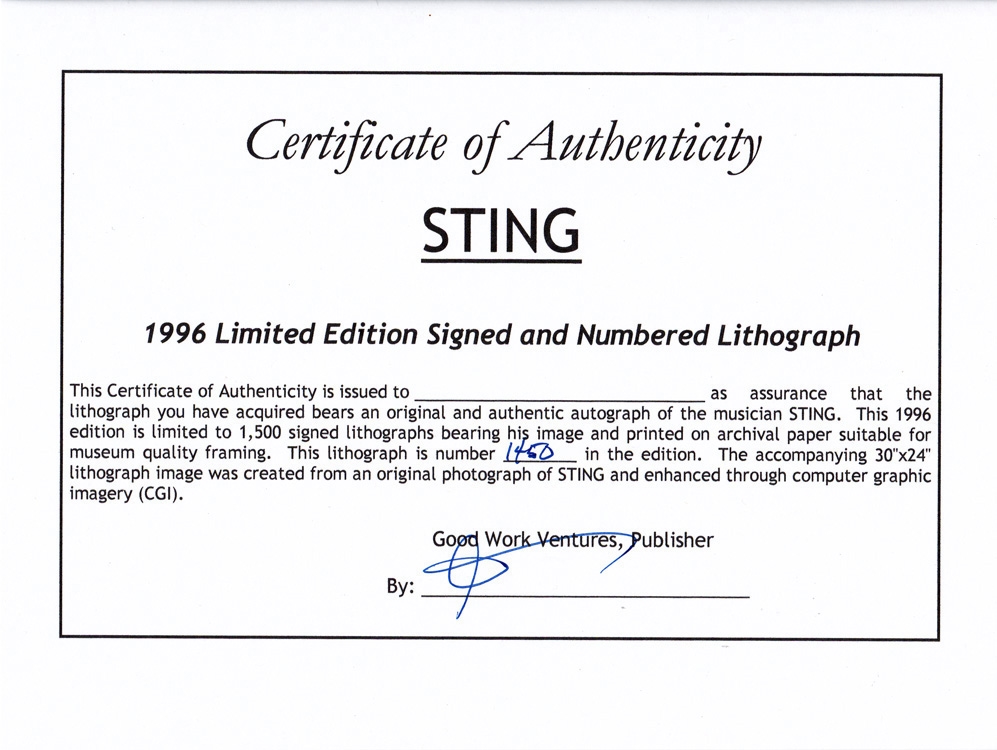 Certificate of Authenticity
STING
1996 Limited Edition Signed and Numbered Lithograph
This Certificate of Authenticity is issued to ______________________________ as assurance that the
lithograph you have acquired bears an original and authentic autograph of the musician STING. This 1996
edition is limited to 1,500 signed lithographs bearing his image and printed on archival paper suitable for
museum quality framing. This lithograph is number 1450 in the edition. The accompanying 30"x24"
lithograph image was created from an original photograph of STING and enhanced through computer graphic
imagery (CGI).
Good Work Ventures, Publisher
By: ______________________________